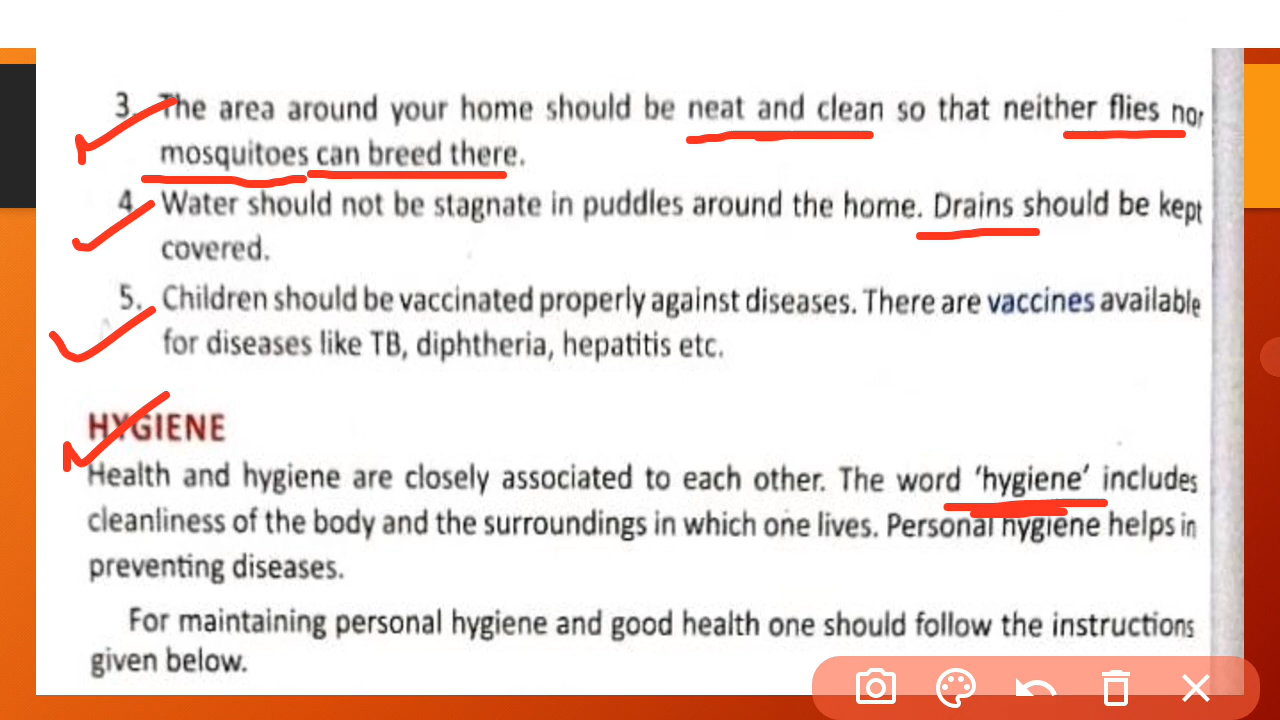 3. The area around your home should be neat and clean so that neither flies nor
mosquitoes can breed there.
4. Water should not be stagnate in puddles around the home. Drains should be kept
covered.
5. Children should be vaccinated properly against diseases. There are vaccines available
for diseases like TB, diphtheria, hepatitis etc.
HYGIENE
Health and hygiene are closely associated to each other. The word ‘hygiene’ includes
cleanliness of the body and the surroundings in which one lives. Personal hygiene helps in
preventing diseases.
For maintaining personal hygiene and good health one should follow the instructions
given below.